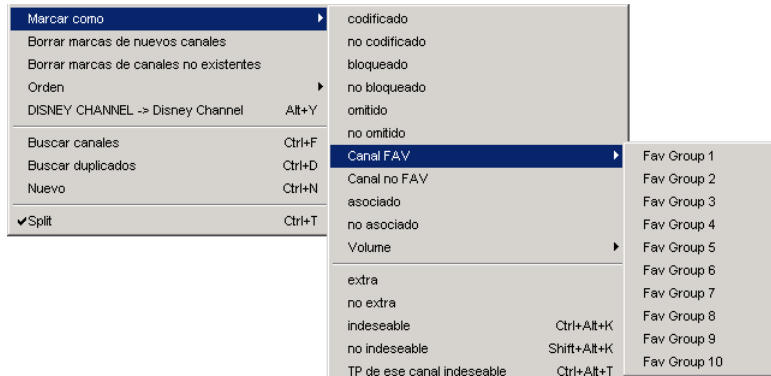 Marcar como
Borrar marcas de nuevos canales
Borrar marcas de canales no existentes
Orden
DISNEY CHANNEL -> Disney Channel Alt+Y
Buscar canales Ctrl+F
Buscar duplicados Ctrl+D
Nuevo Ctrl+N
Split Ctrl+T
codificado
no codificado
bloqueado
no bloqueado
omitido
no omitido
Canal FAV
Canal no FAV
asociado
no asociado
Volume
extra
no extra
indeseable Ctrl+Alt+K
no indeseable Shift+Alt+K
TP de ese canal indeseable Ctrl+Alt+T
Fav Group 1
Fav Group 2
Fav Group 3
Fav Group 4
Fav Group 5
Fav Group 6
Fav Group 7
Fav Group 8
Fav Group 9
Fav Group 10